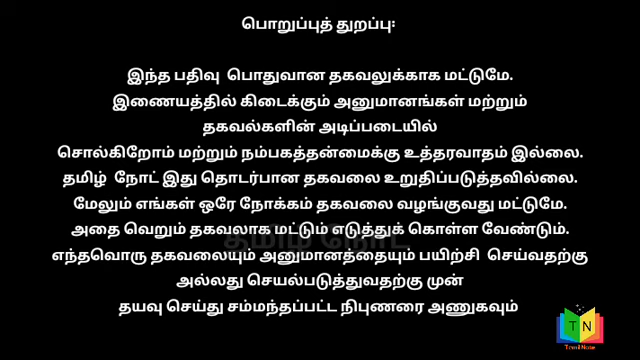 பொறுப்புத் துறப்பு:
இந்த பதிவு பொதுவான தகவலுக்காக மட்டுமே.
இணையத்தில் கிடைக்கும் அனுமானங்கள் மற்றும்
தகவல்களின் அடிப்படையில்
சொல்கிறோம் மற்றும் நம்பகத்தன்மைக்கு உத்தரவாதம் இல்லை.
தமிழ் நோட் இது தொடர்பான தகவலை உறுதிப்படுத்தவில்லை.
மேலும் எங்கள் ஒரே நோக்கம் தகவலை வழங்குவது மட்டுமே.
அதை வெறும் தகவலாக மட்டும் எடுத்துக் கொள்ள வேண்டும்.
தமிழ் நோட்
எந்தவொரு தகவலையும் அனுமானத்தையும் பயிற்சி செய்வதற்கு
அல்லது செயல்படுத்துவதற்கு முன்
தயவு செய்து சம்மந்தப்பட்ட நிபுணரை அணுகவும்
TN
Tamil Note